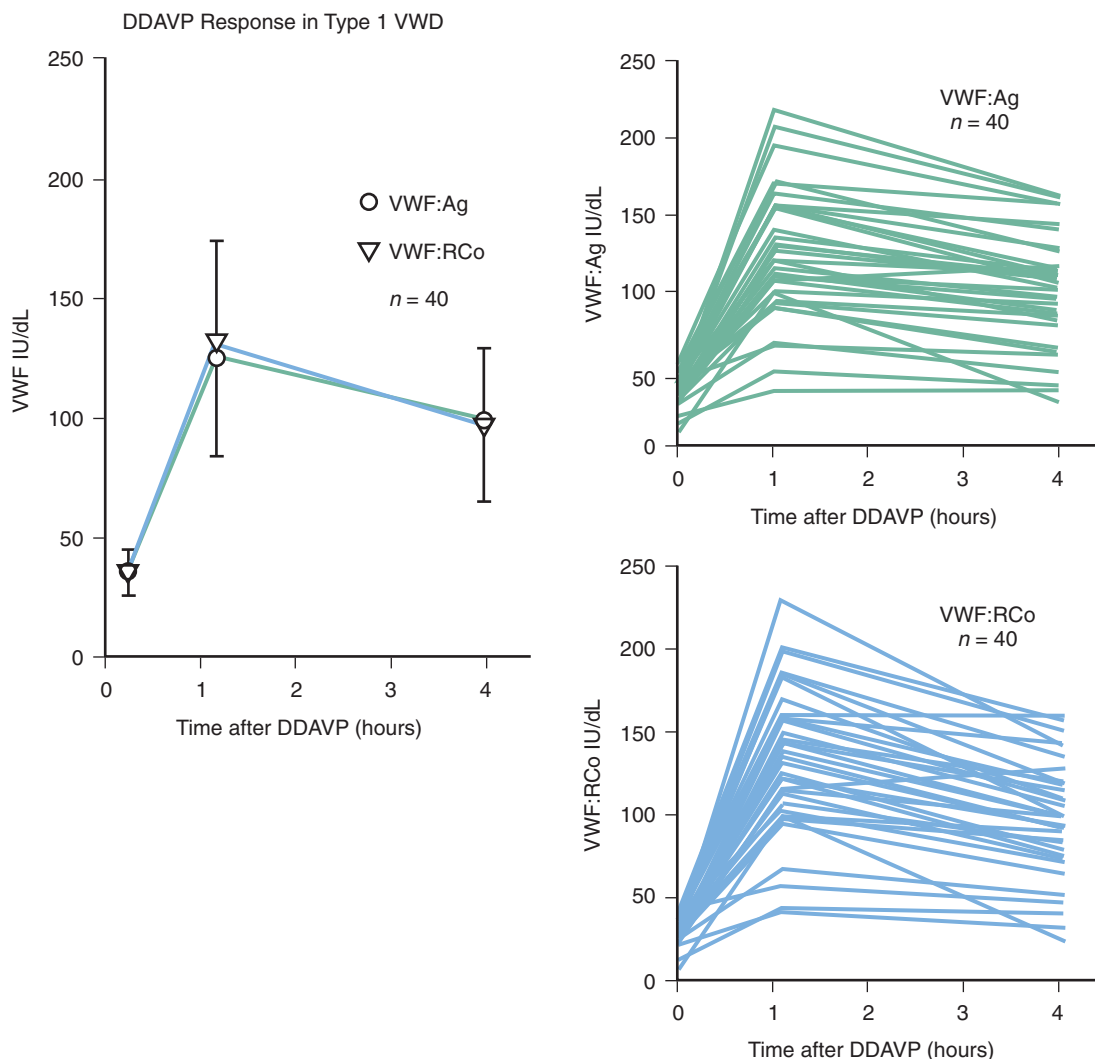 DDAVP Response in Type 1 VWD
250
200
150
100
50
0
VWF IU/dL
VWF:Ag
VWF:RCo
n = 40
0 1 2 3 4
Time after DDAVP (hours)
250
200
150
100
50
0
VWF:Ag IU/dL
VWF:Ag
n = 40
0 1 2 3 4
Time after DDAVP (hours)
250
200
150
100
50
0
VWF:RCo IU/dL
VWF:RCo
n = 40
0 1 2 3 4
Time after DDAVP (hours)